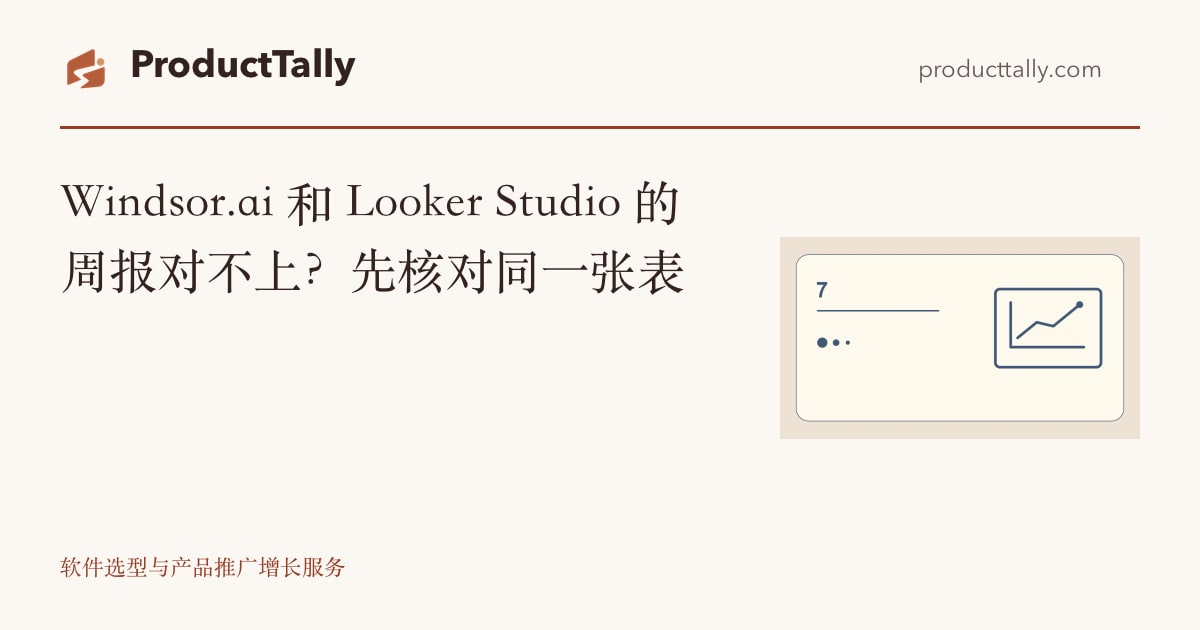 ProductTally
producttally.com
Windsor.ai 和 Looker Studio 的
周报对不上？先核对同一张表
7
软件选型与产品推广增长服务